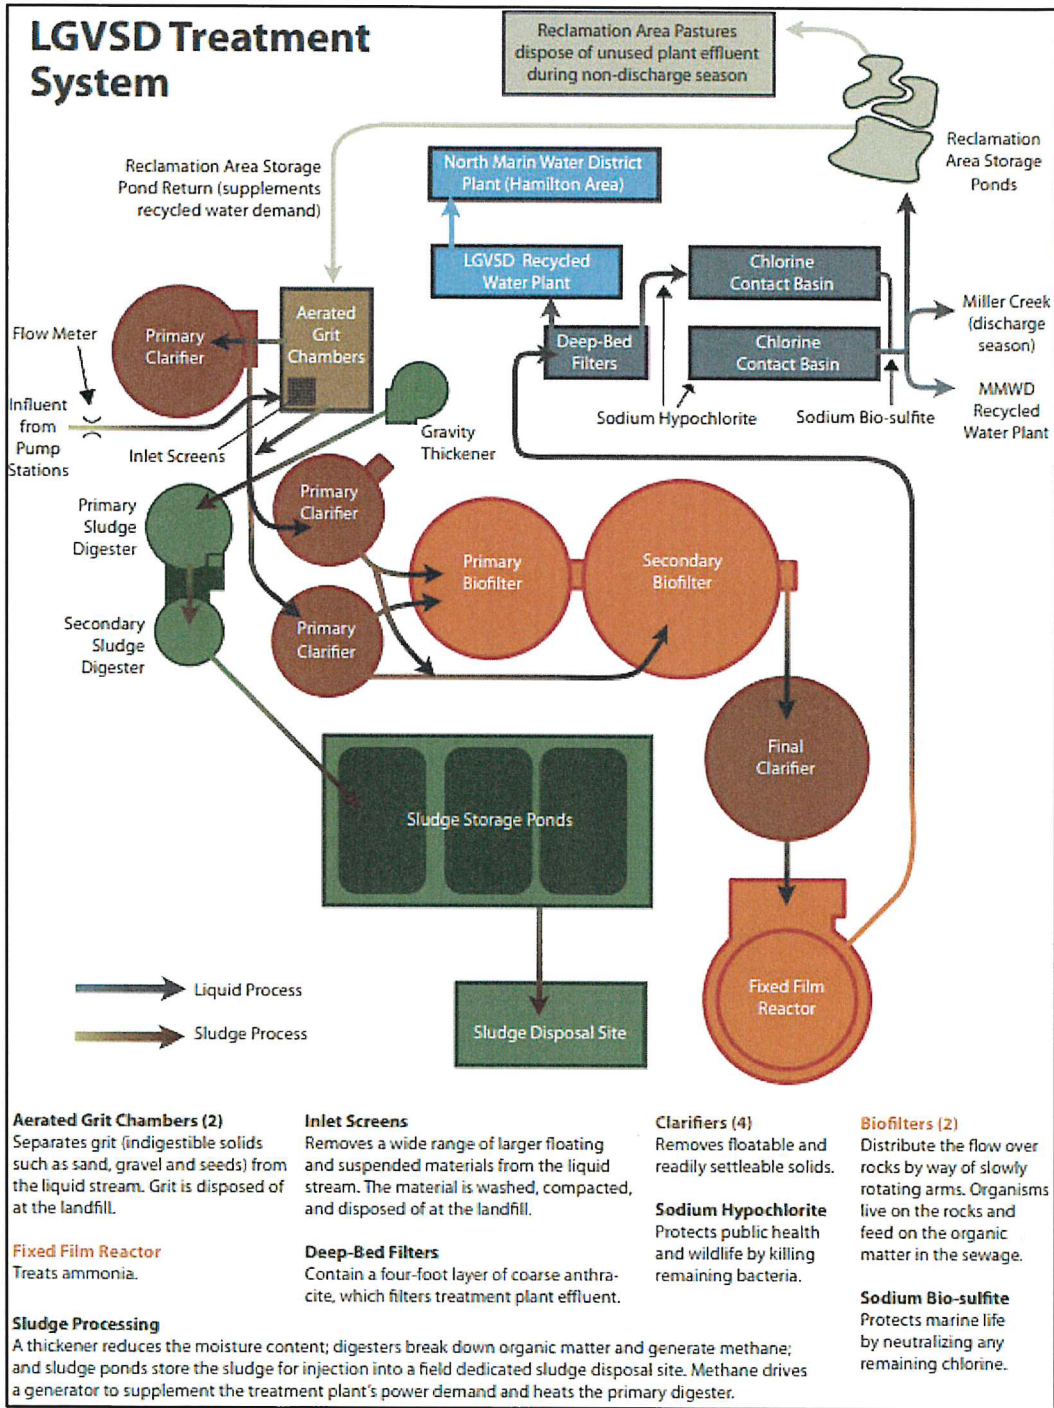 LGVSD Treatment
System
Reclamation Area Pastures
dispose of unused plant effluent
during non-discharge season
Reclamation
Area Storage
Ponds
Reclamation Area Storage
Pond Return (supplements
recycled water demand)
North Marin Water District
Plant (Hamilton Area)
LGVSD Recycled
Water Plant
Chlorine
Contact Basin
Chlorine
Contact Basin
Deep-Bed
Filters
Miller Creek
(discharge
season)
MMWD
Recycled
Water Plant
Sodium Hypochlorite
Sodium Bio-sulfite
Flow Meter
Primary
Clarifier
Aerated
Grit
Chambers
Influent
from
Pump
Stations
Inlet Screens
Gravity
Thickener
Primary
Sludge
Digester
Primary
Clarifier
Primary
Biofilter
Secondary
Biofilter
Secondary
Sludge
Digester
Primary
Clarifier
Final
Clarifier
Sludge Storage Ponds
Fixed Film
Reactor
Liquid Process
Sludge Process
Sludge Disposal Site
Aerated Grit Chambers (2)
Separates grit (indigestible solids
such as sand, gravel and seeds) from
the liquid stream. Grit is disposed of
at the landfill.
Fixed Film Reactor
Treats ammonia.
Inlet Screens
Removes a wide range of larger floating
and suspended materials from the liquid
stream. The material is washed, compacted,
and disposed of at the landfill.
Deep-Bed Filters
Contain a four-foot layer of coarse anthra-
cite, which filters treatment plant effluent.
Clarifiers (4)
Removes floatable and
readily settleable solids.
Sodium Hypochlorite
Protects public health
and wildlife by killing
remaining bacteria.
Biofilters (2)
Distribute the flow over
rocks by way of slowly
rotating arms. Organisms
live on the rocks and
feed on the organic
matter in the sewage.
Sodium Bio-sulfite
Protects marine life
by neutralizing any
remaining chlorine.
Sludge Processing
A thickener reduces the moisture content; digesters break down organic matter and generate methane;
and sludge ponds store the sludge for injection into a field dedicated sludge disposal site. Methane drives
a generator to supplement the treatment plant's power demand and heats the primary digester.